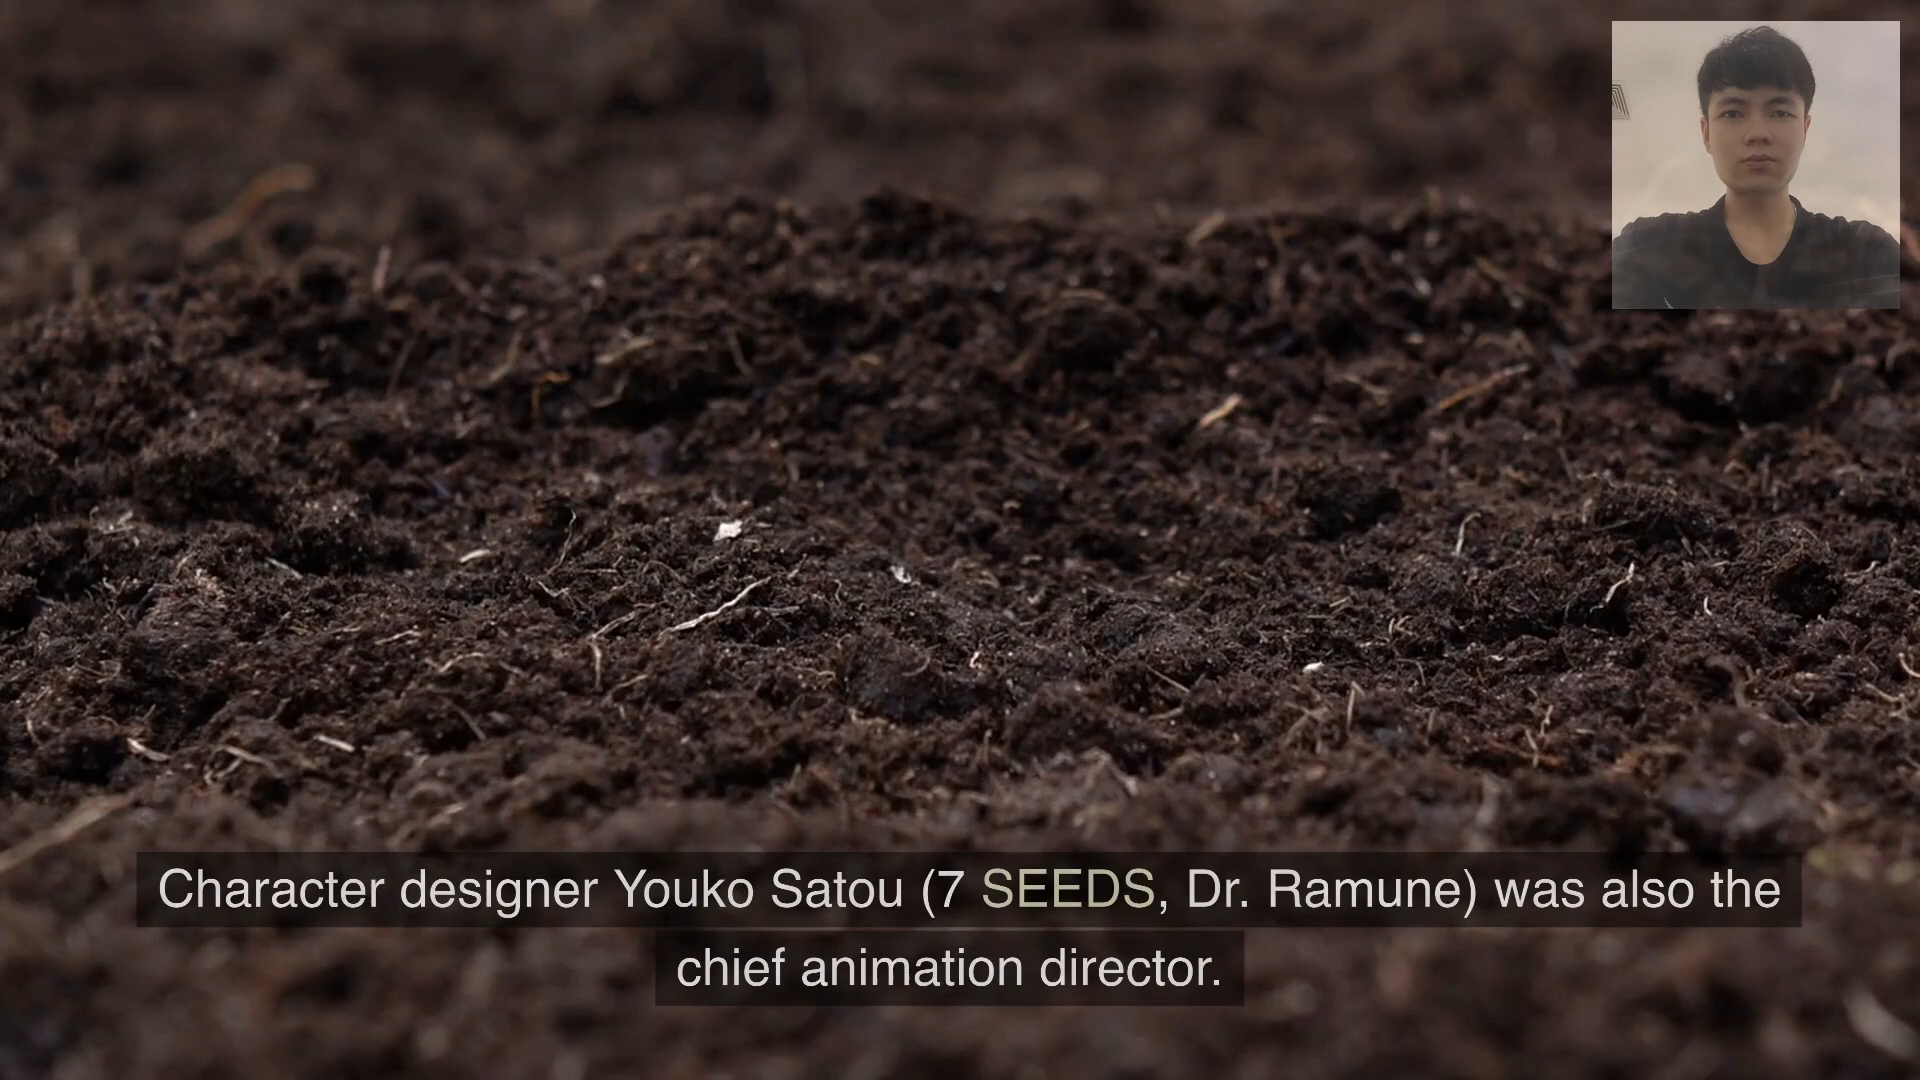 Character designer Youko Satou (7 SEEDS, Dr. Ramune) was also the
chief animation director.